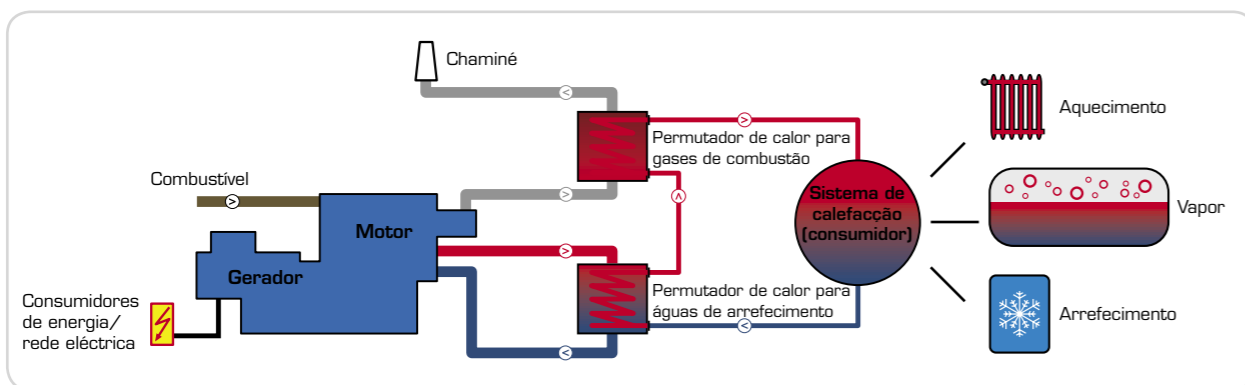 Chaminé
Aquecimento
Permutador de calor para
gases de combustão
Combustível
Sistema de
calefacção
(consumidor)
Vapor
Motor
Gerador
Consumidores
de energia/
rede eléctrica
Permutador de calor para
águas de arrefecimento
Arrefecimento